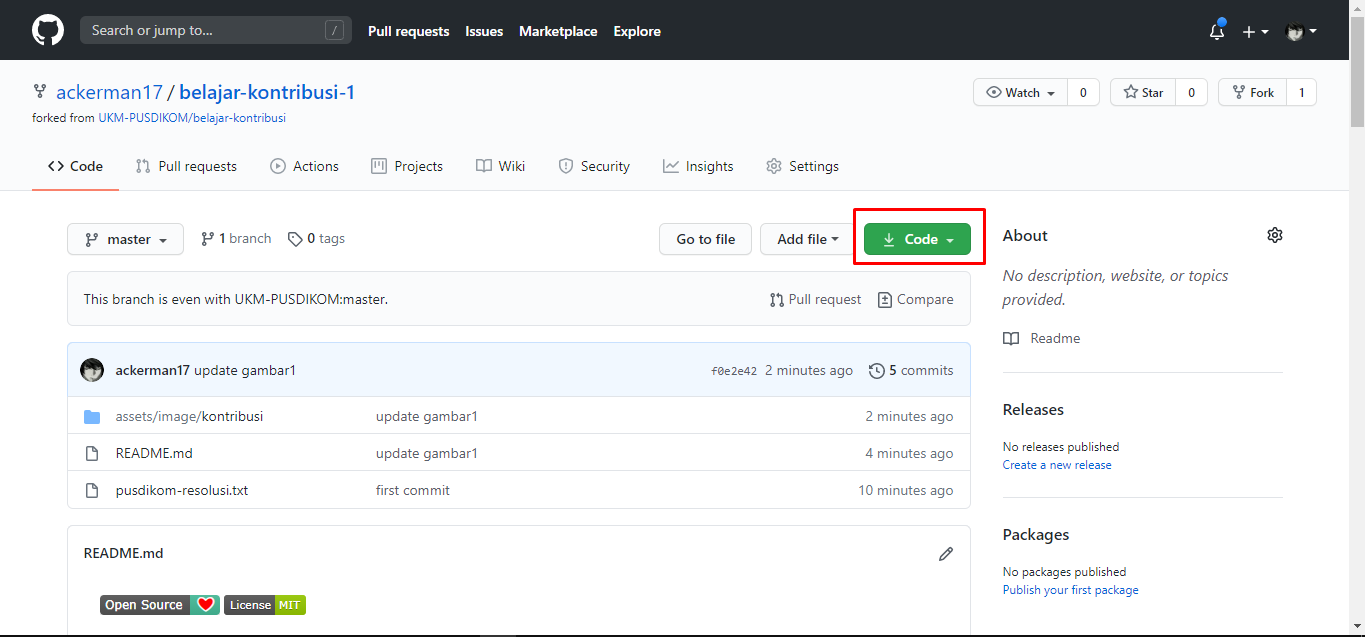 Search or jump to... / Pull requests Issues Marketplace Explore
ackerman17 / belajar-kontribusi-1 Watch 0 Star 0 Fork 1
forked from UKM-PUSDIKOM/belajar-kontribusi
Code Pull requests Actions Projects Wiki Security Insights Settings
master 1 branch 0 tags Go to file Add file Code
About
No description, website, or topics
provided.
Readme
This branch is even with UKM-PUSDIKOM:master. Pull request Compare
ackerman17 update gambar1 f0e2e42 2 minutes ago 5 commits
assets/image/kontribusi update gambar1 2 minutes ago
README.md update gambar1 4 minutes ago
pusdikom-resolusi.txt first commit 10 minutes ago
Releases
No releases published
Create a new release
Packages
No packages published
Publish your first package
README.md
Open Source License MIT